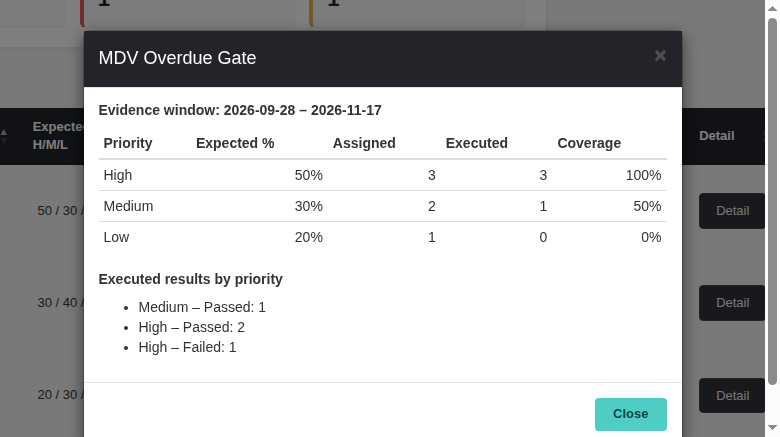 MDV Overdue Gate
×
Evidence window: 2026-09-28 – 2026-11-17
Priority Expected % Assigned Executed Coverage
High 50% 3 3 100%
Medium 30% 2 1 50%
Low 20% 1 0 0%
Executed results by priority
• Medium – Passed: 1
• High – Passed: 2
• High – Failed: 1
Close
Expected
H/M/L
50 / 30 /
30 / 40 /
20 / 30 /
Detail
Detail
Detail
Detail